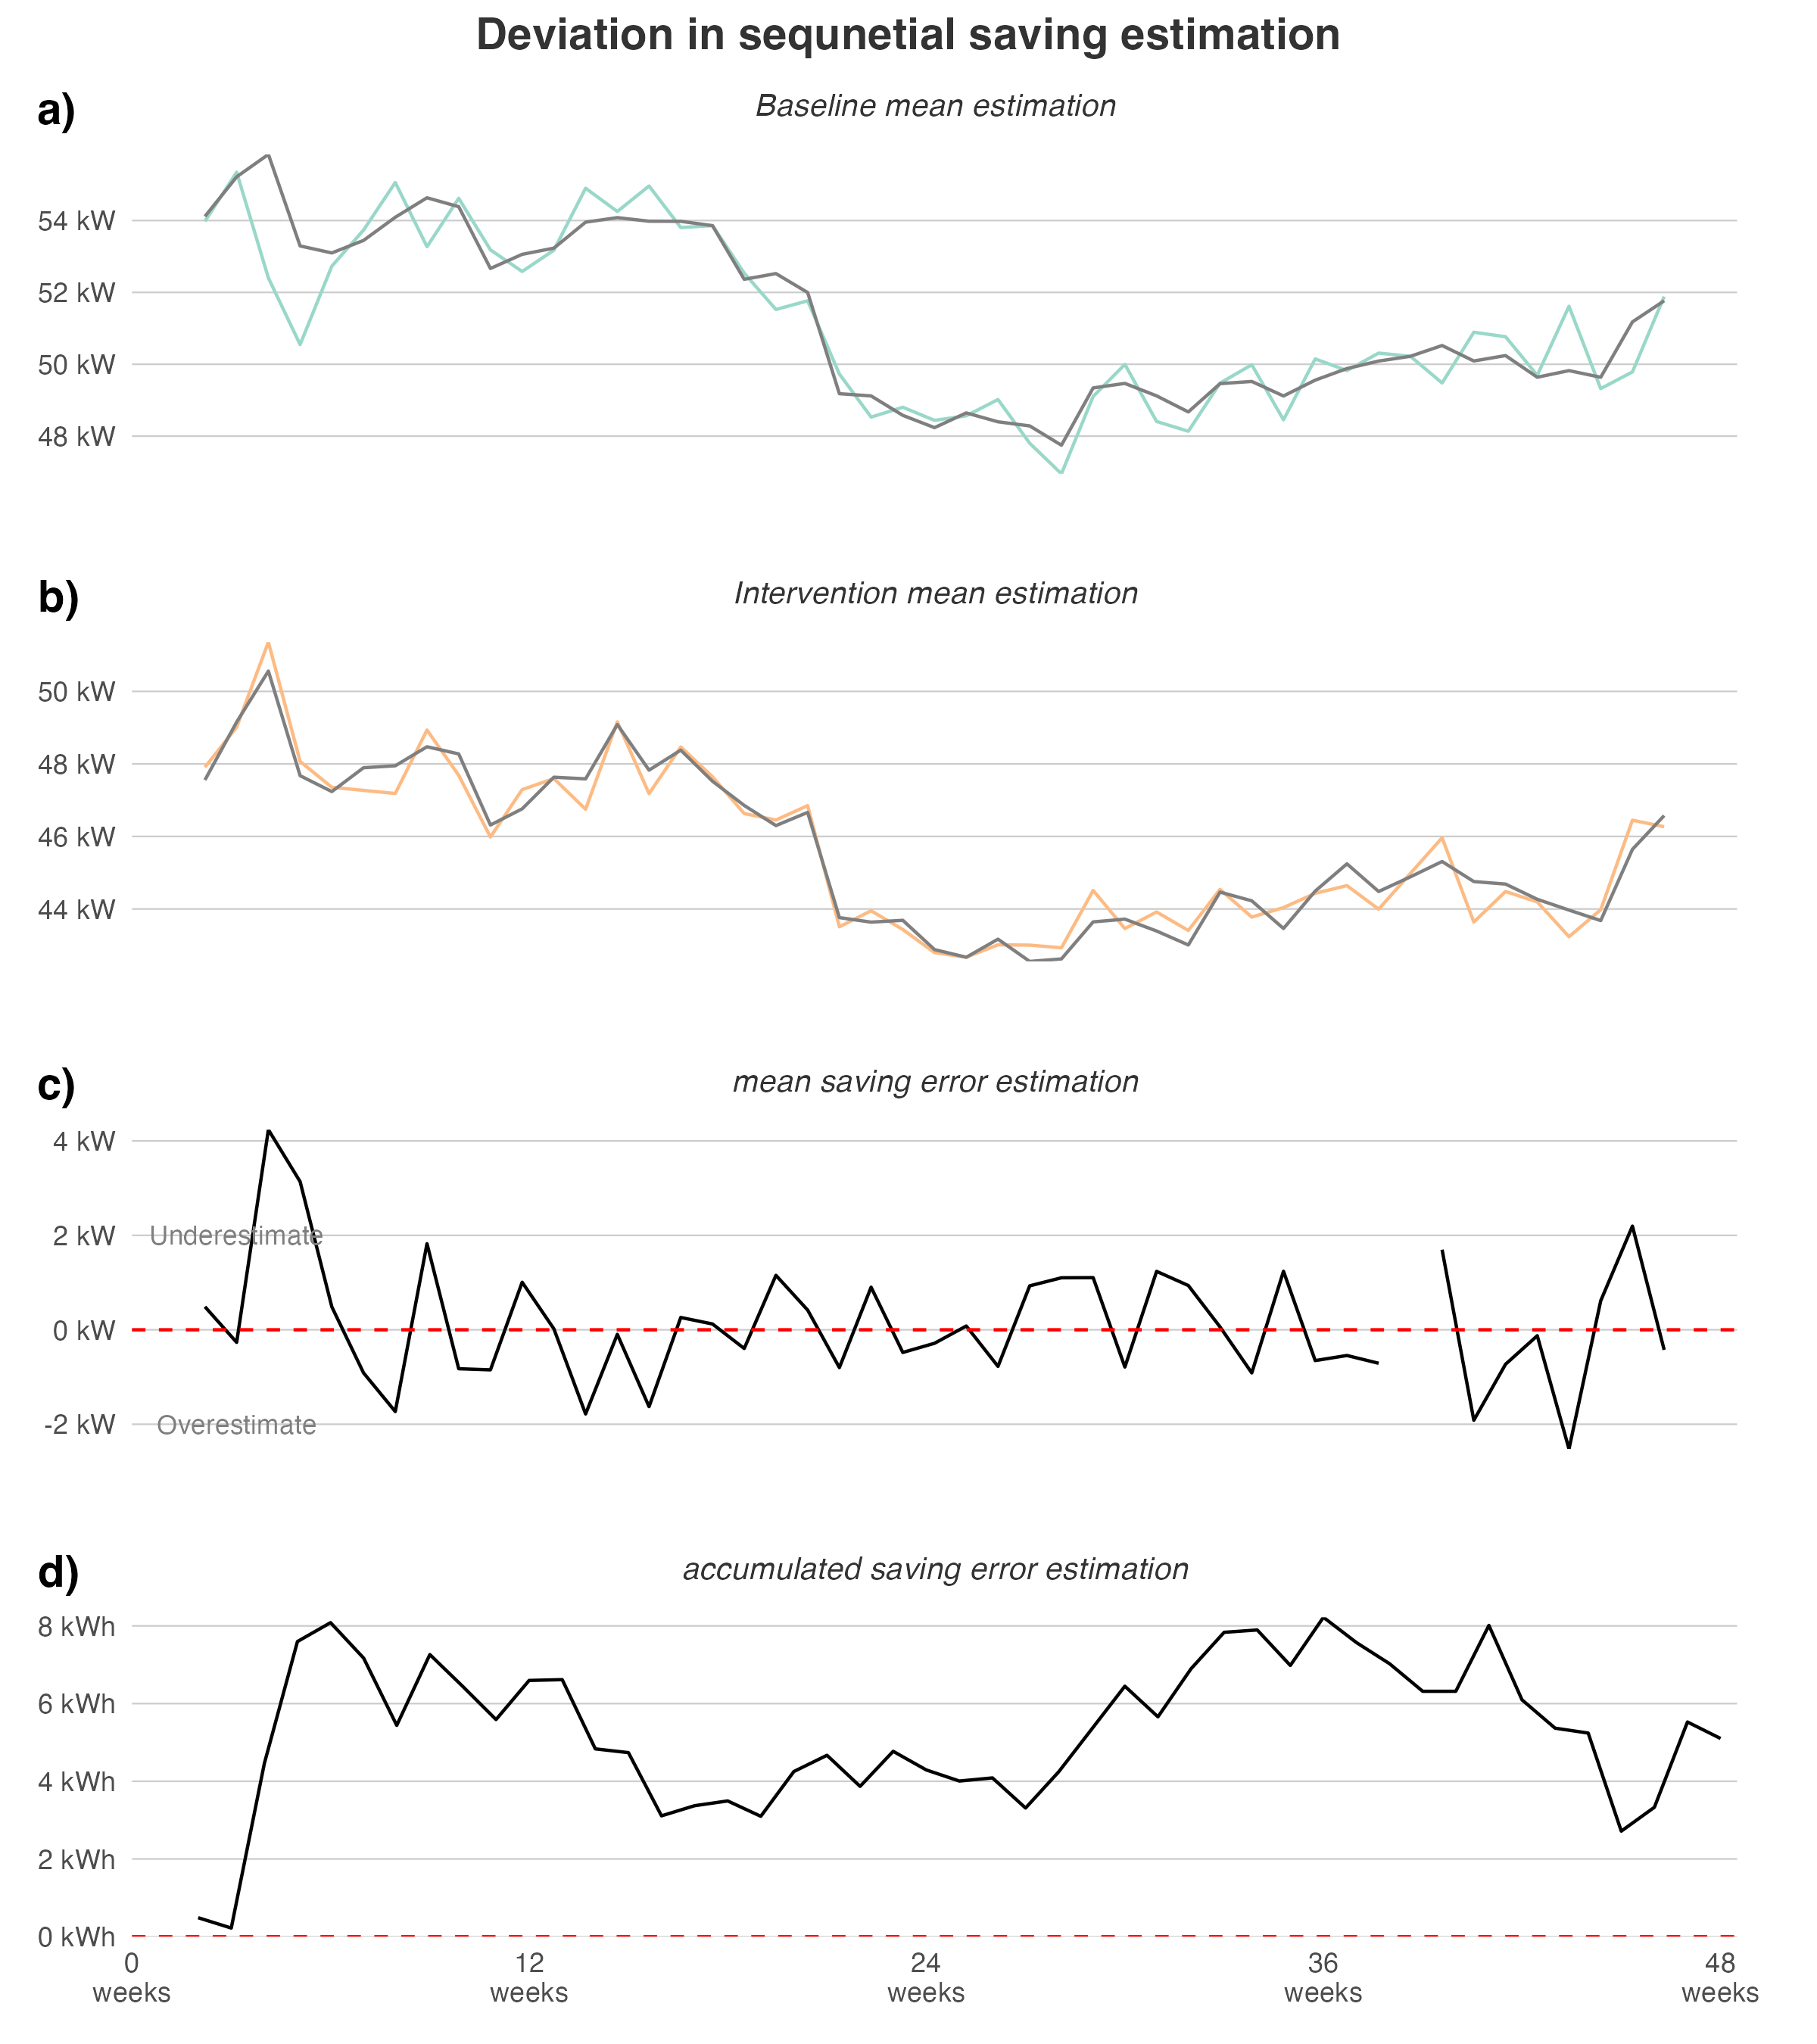 Deviation in sequnetial saving estimation
a)
Baseline mean estimation
54 kW
52 kW
50 kW
48 kW
b)
Intervention mean estimation
50 kW
48 kW
46 kW
44 kW
c)
mean saving error estimation
4 kW
2 kW
Underestimate
0 kW
-2 kW
Overestimate
d)
accumulated saving error estimation
8 kWh
6 kWh
4 kWh
2 kWh
0 kWh
0 12 24 36 48
weeks weeks weeks weeks weeks